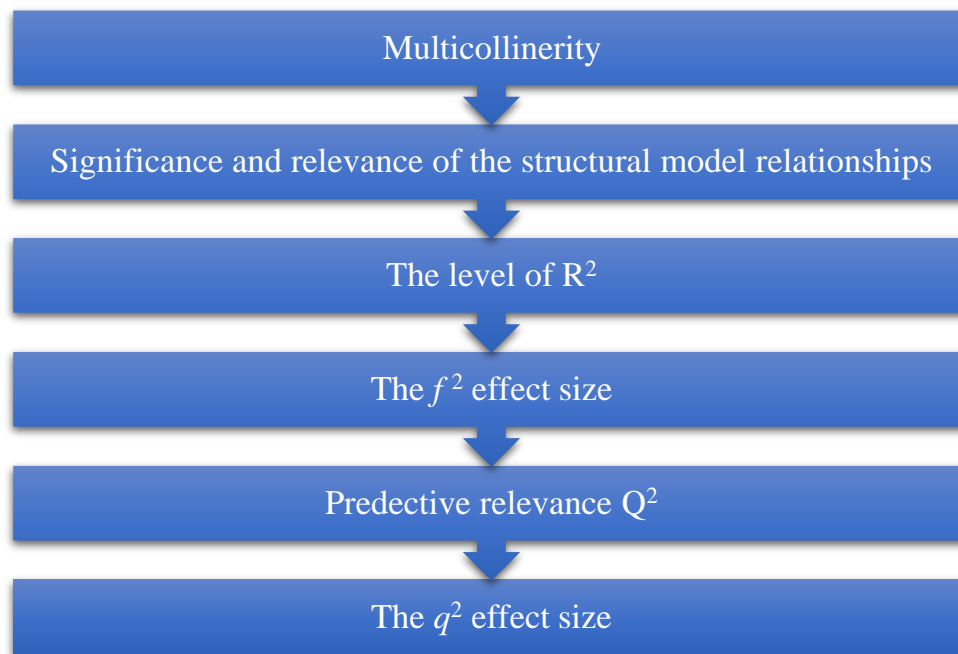 Multicollinerity
Significance and relevance of the structural model relationships
The level of R²
The f² effect size
Predective relevance Q²
The q² effect size